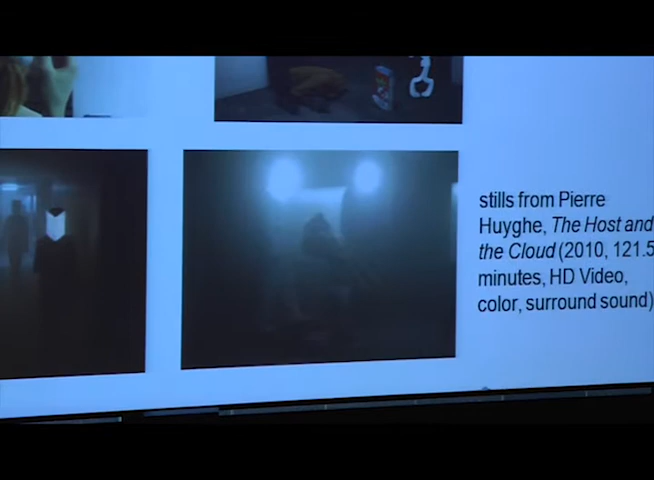 stills from Pierre
Huyghe, The Host and
the Cloud (2010, 121.5
minutes, HD Video,
color, surround sound)